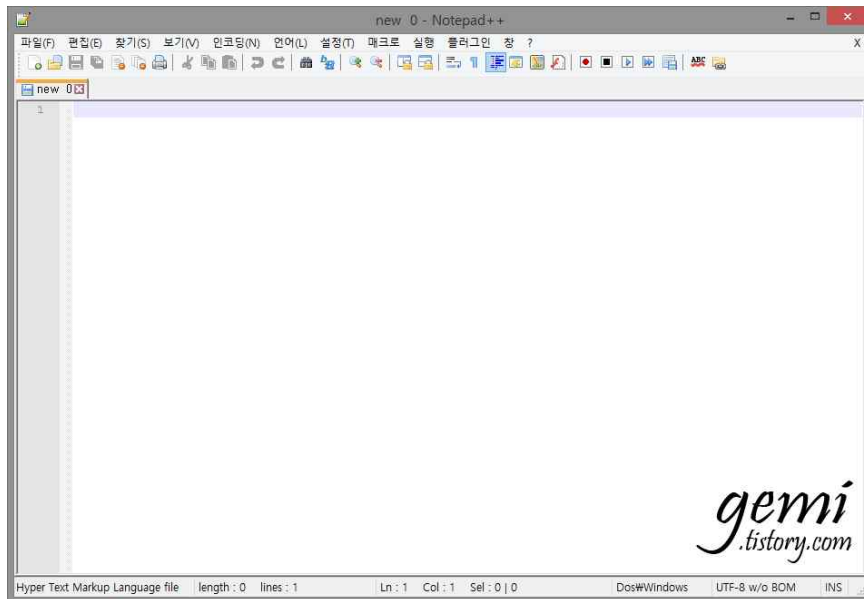 new 0 - Notepad++
파일(F) 편집(E) 찾기(S) 보기(V) 인코딩(N) 언어(L) 설정(T) 매크로 실행 플러그인 창 ? X
ABC
new 0
1
gemi
.tistory.com
Hyper Text Markup Language file length : 0 lines : 1 Ln : 1 Col : 1 Sel : 0 | 0 Dos₩Windows UTF-8 w/o BOM INS